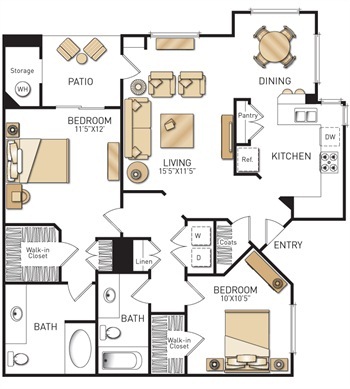 Storage
WH
PATIO
DINING
BEDROOM
11'5"X12'
Pantry
DW
KITCHEN
LIVING
15'5"X11'5"
Ref.
W
D
Coats
ENTRY
Walk-in
Closet
Linen
BEDROOM
10'X10'5"
BATH
BATH
Walk-in
Closet